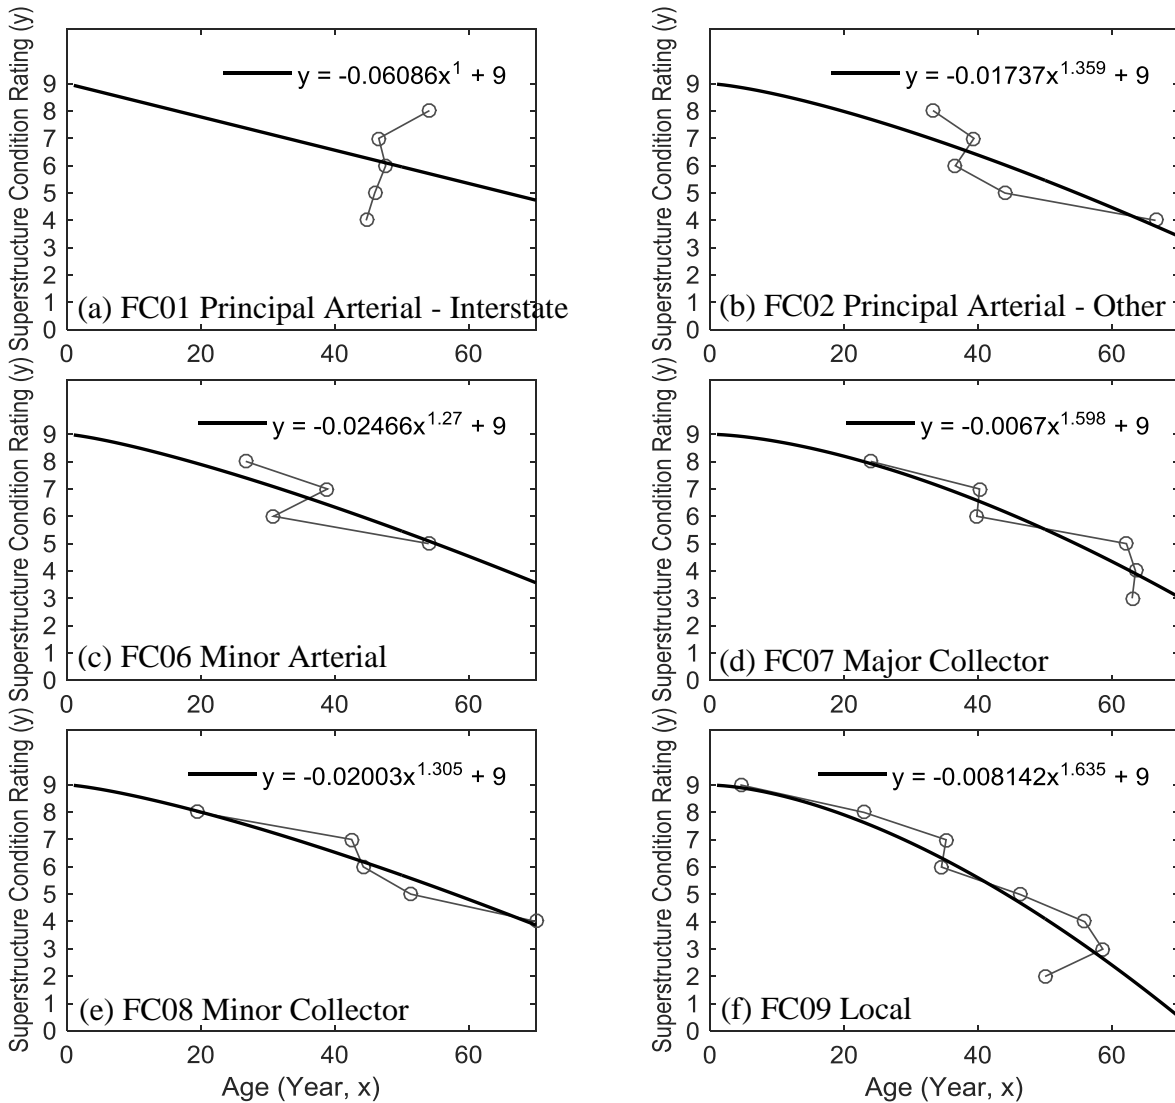 Superstructure Condition Rating (y)
9
8
7
6
5
4
3
2
1
0
y = -0.06086x^1 + 9
(a) FC01 Principal Arterial - Interstate
0 20 40 60
Superstructure Condition Rating (y)
9
8
7
6
5
4
3
2
1
0
y = -0.01737x^1.359 + 9
(b) FC02 Principal Arterial - Other
0 20 40 60
Superstructure Condition Rating (y)
9
8
7
6
5
4
3
2
1
0
y = -0.02466x^1.27 + 9
(c) FC06 Minor Arterial
0 20 40 60
Superstructure Condition Rating (y)
9
8
7
6
5
4
3
2
1
0
y = -0.0067x^1.598 + 9
(d) FC07 Major Collector
0 20 40 60
Superstructure Condition Rating (y)
9
8
7
6
5
4
3
2
1
0
y = -0.02003x^1.305 + 9
(e) FC08 Minor Collector
0 20 40 60
Age (Year, x)
Superstructure Condition Rating (y)
9
8
7
6
5
4
3
2
1
0
y = -0.008142x^1.635 + 9
(f) FC09 Local
0 20 40 60
Age (Year, x)